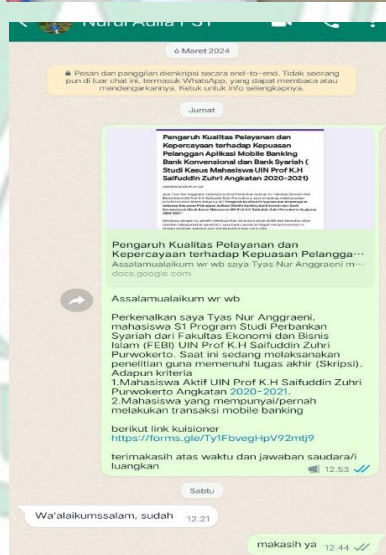 Nurul Aulia PS1
6 Maret 2024
Pesan dan panggilan dienkripsi secara end-to-end. Tidak seorang
pun di luar chat ini, termasuk WhatsApp, yang dapat membaca atau
mendengarkannya. Ketuk untuk info selengkapnya.
Jumat
Pengaruh Kualitas Pelayanan dan
Kepercayaan terhadap Kepuasan
Pelanggan Aplikasi Mobile Banking
Bank Konvensional dan Bank Syariah (
Studi Kasus Mahasiswa UIN Prof K.H
Saifuddin Zuhri Angkatan 2020-2021)
Pengaruh Kualitas Pelayanan dan
Kepercayaan terhadap Kepuasan Pelangga...
Assalamualaikum wr wb saya Tyas Nur Anggraeni m...
docs.google.com
Assalamualaikum wr wb
Perkenalkan saya Tyas Nur Anggraeni,
mahasiswa S1 Program Studi Perbankan
Syariah dari Fakultas Ekonomi dan Bisnis
Islam (FEBI) UIN Prof K.H Saifuddin Zuhri
Purwokerto. Saat ini sedang melaksanakan
penelitian guna memenuhi tugas akhir (Skripsi).
Adapun kriteria
1.Mahasiswa Aktif UIN Prof K.H Saifuddin Zuhri
Purwokerto Angkatan 2020-2021.
2.Mahasiswa yang mempunyai/pernah
melakukan transaksi mobile banking
berikut link kuisioner
https://forms.gle/Ty1FbvegHpV92mtj9
terimakasih atas waktu dan jawaban saudara/i
luangkan
12.53
Sabtu
Wa'alaikumssalam, sudah 12.21
makasih ya 12.44